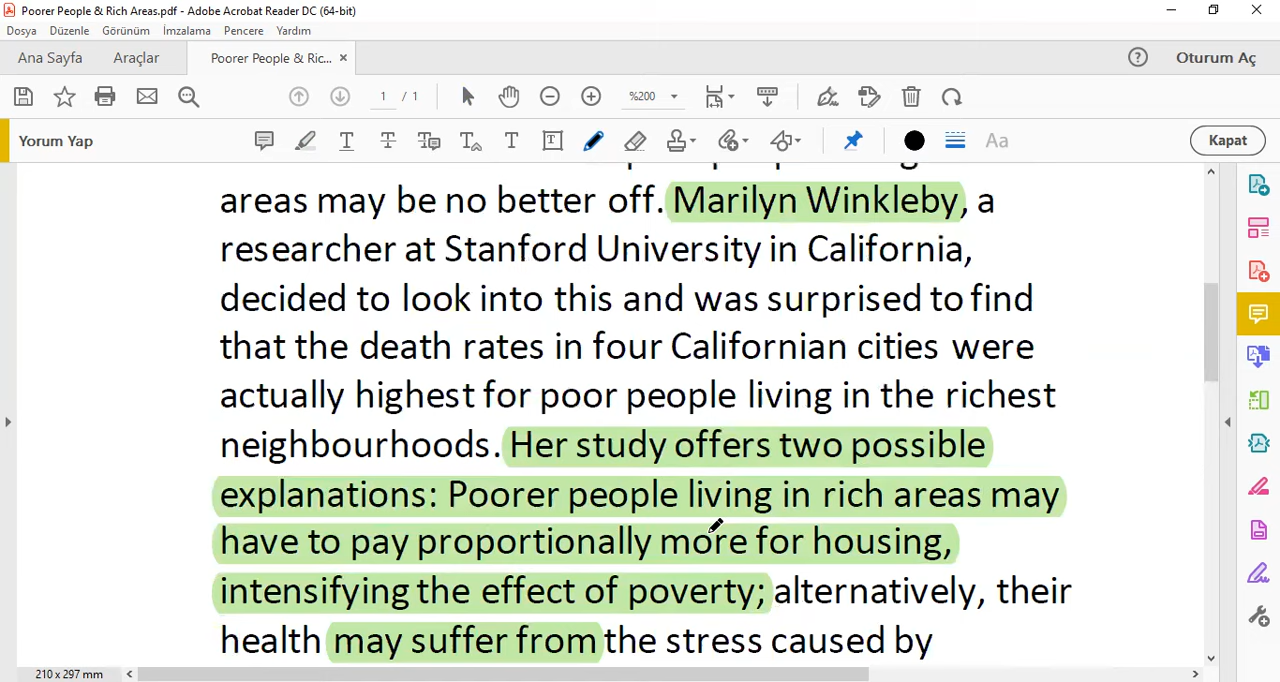 Poorer People & Rich Areas.pdf - Adobe Acrobat Reader DC (64-bit)
Dosya Düzenle Görünüm İmzalama Pencere Yardım
Ana Sayfa Araçlar Poorer People & Ric... Oturum Aç
1 / 1 %200
Yorum Yap Aa Kapat
areas may be no better off. Marilyn Winkleby, a
researcher at Stanford University in California,
decided to look into this and was surprised to find
that the death rates in four Californian cities were
actually highest for poor people living in the richest
neighbourhoods. Her study offers two possible
explanations: Poorer people living in rich areas may
have to pay proportionally more for housing,
intensifying the effect of poverty; alternatively, their
health may suffer from the stress caused by
210 x 297 mm